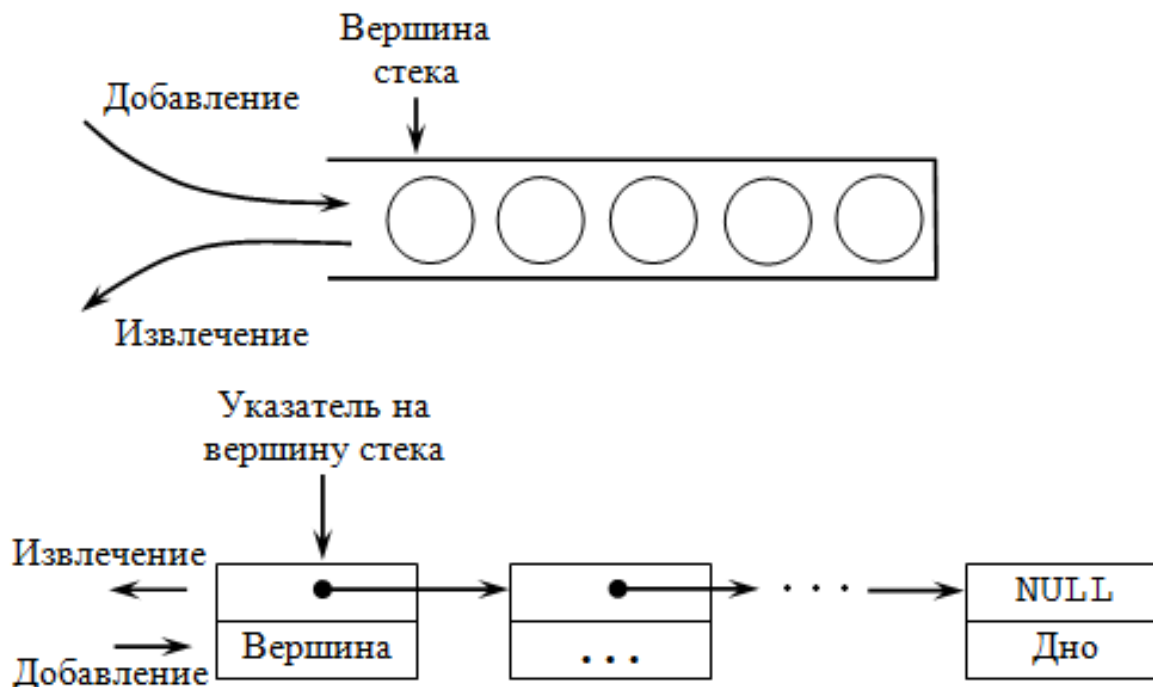 Вершина
стека
Добавление
Извлечение
Указатель на
вершину стека
Извлечение
NULL
Вершина
...
Дно
Добавление